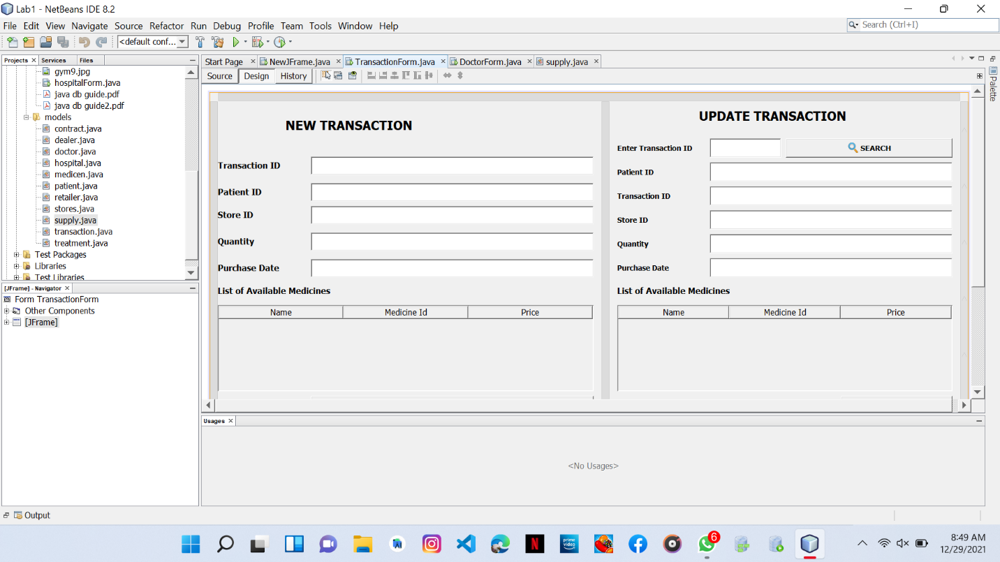 Lab1 - NetBeans IDE 8.2
File Edit View Navigate Source Refactor Run Debug Profile Team Tools Window Help
Search (Ctrl+I)
<default conf...
Projects Services Files
gym9.jpg
hospitalForm.java
java db guide.pdf
java db guide2.pdf
models
contract.java
dealer.java
doctor.java
hospital.java
medicen.java
patient.java
retailer.java
stores.java
supply.java
transaction.java
treatment.java
Test Packages
Libraries
Test Libraries
[JFrame] - Navigator
Form TransactionForm
Other Components
[JFrame]
Start Page NewJFrame.java TransactionForm.java DoctorForm.java supply.java
Source Design History
Palette
NEW TRANSACTION
Transaction ID
Patient ID
Store ID
Quantity
Purchase Date
List of Available Medicines
Name Medicine Id Price
UPDATE TRANSACTION
Enter Transaction ID
SEARCH
Patient ID
Transaction ID
Store ID
Quantity
Purchase Date
List of Available Medicines
Name Medicine Id Price
Usages
<No Usages>
Output
prime video
N
6
8:49 AM
12/29/2021